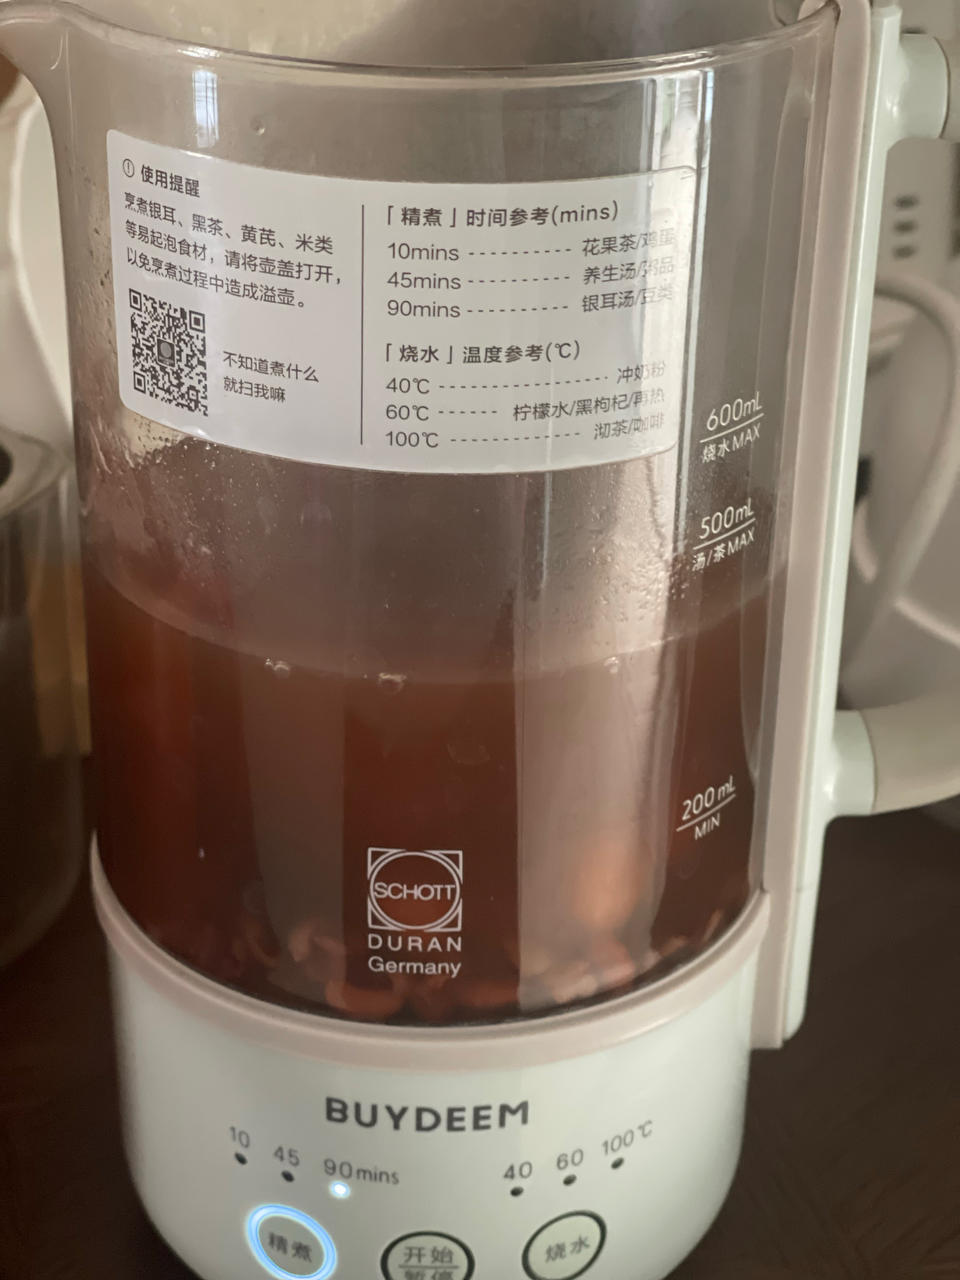 使用提醒
烹煮银耳、黑茶、黄芪、米类
等易起泡食材，请将壶盖打开，
以免烹煮过程中造成溢壶。
不知道煮什么
就扫我嘛
「精煮」时间参考(mins)
10mins ---------- 花果茶/鸡蛋
45mins ---------- 养生汤/粥品
90mins ---------- 银耳汤/豆类
「烧水」温度参考(℃)
40℃ ---------------- 冲奶粉
60℃ ------ 柠檬水/黑枸杞/再热
100℃ ------------ 沏茶/咖啡
600mL
烧水MAX
500mL
汤/茶MAX
200mL
MIN
SCHOTT
DURAN
Germany
BUYDEEM
10 45 90mins 40 60 100℃
精煮 开始 烧水
暂停